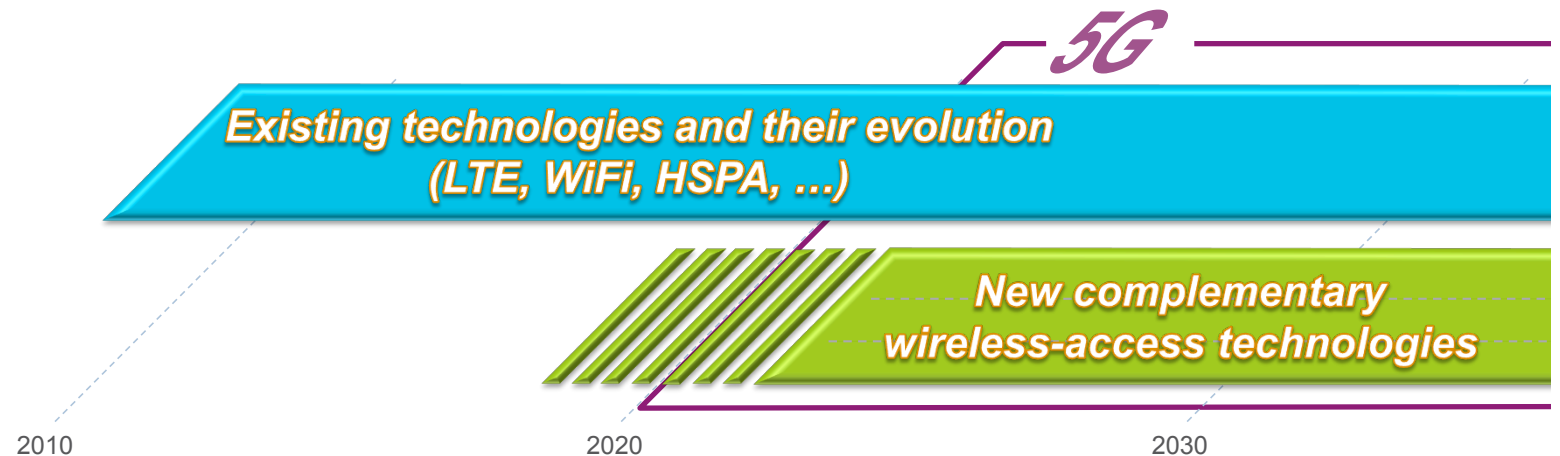 5G
Existing technologies and their evolution
(LTE, WiFi, HSPA, …)
New complementary
wireless-access technologies
2010
2020
2030